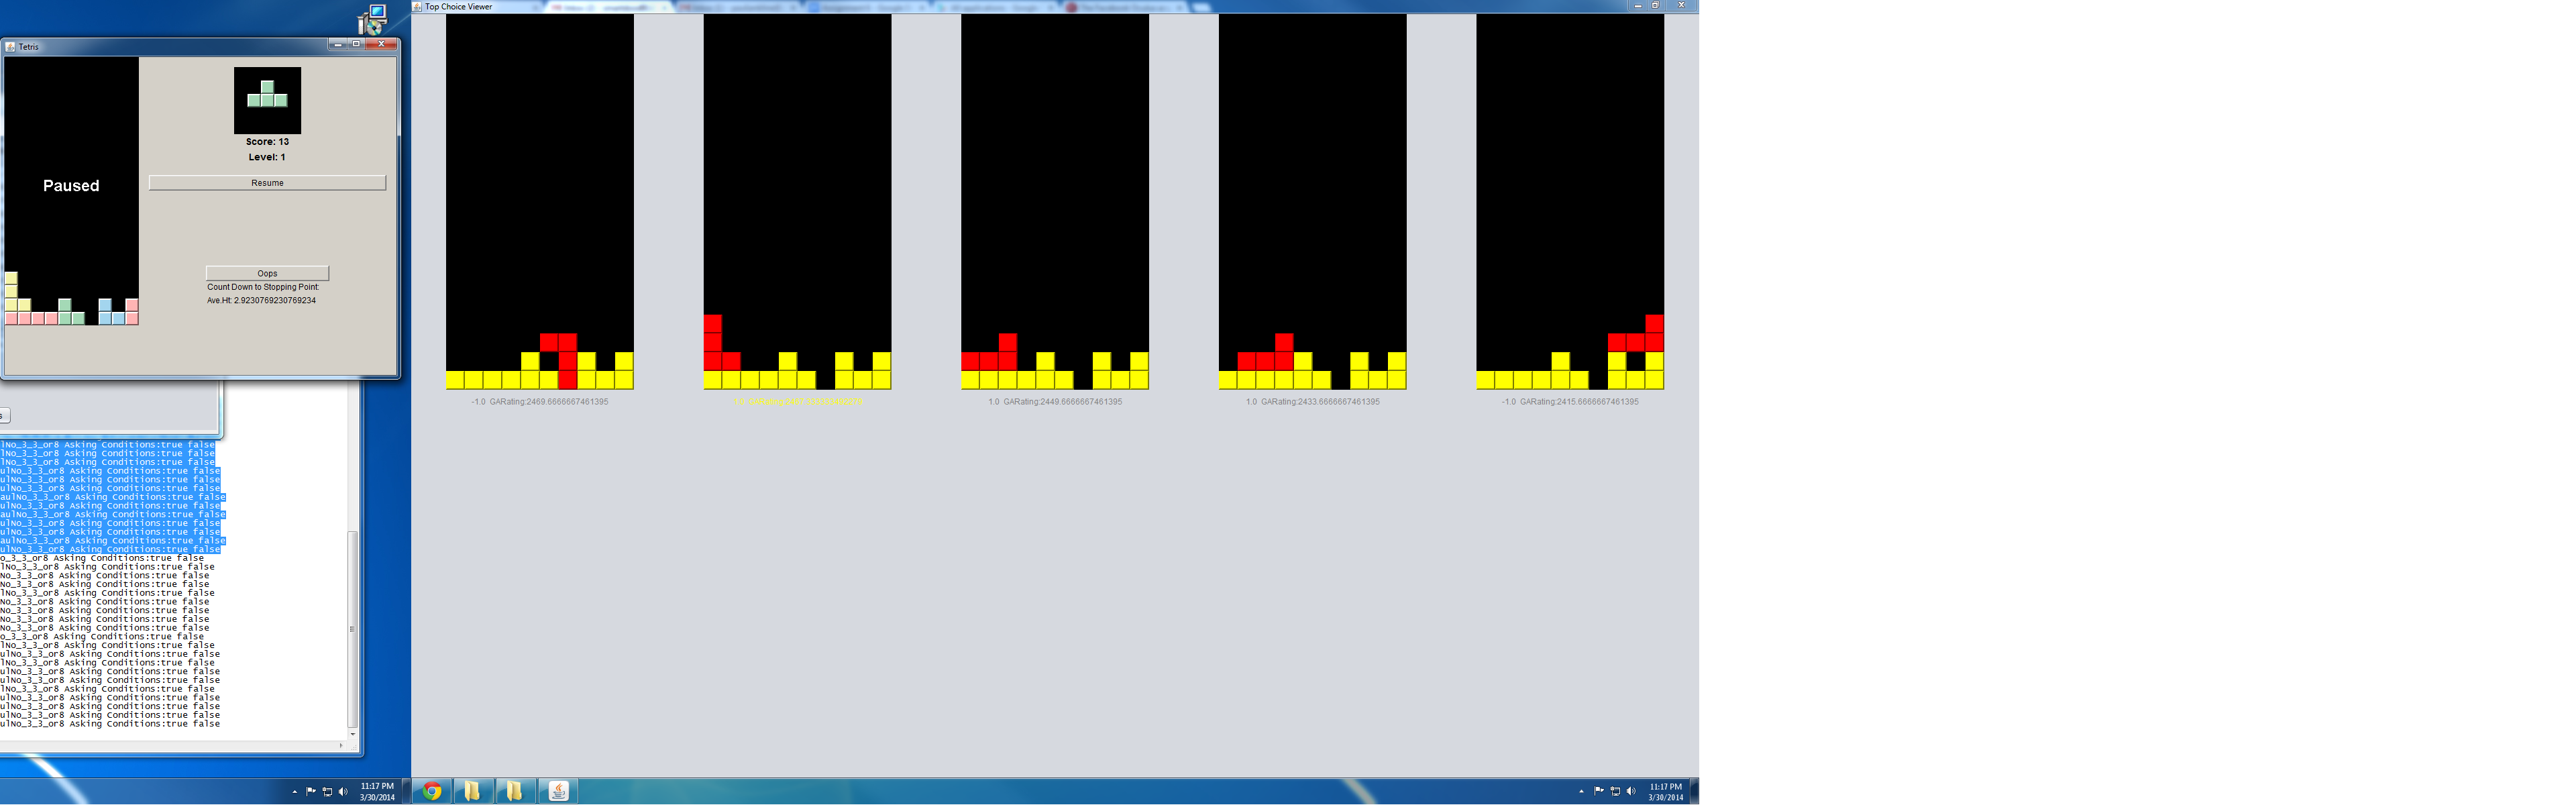 Tetris
Score: 13
Level: 1
Paused
Resume
Oops
Count Down to Stopping Point:
Ave.Ht: 2.9230769230769234
s
lNo_3_3_or8 Asking Conditions:true false
lNo_3_3_or8 Asking Conditions:true false
lNo_3_3_or8 Asking Conditions:true false
ulNo_3_3_or8 Asking Conditions:true false
ulNo_3_3_or8 Asking Conditions:true false
ulNo_3_3_or8 Asking Conditions:true false
aulNo_3_3_or8 Asking Conditions:true false
ulNo_3_3_or8 Asking Conditions:true false
aulNo_3_3_or8 Asking Conditions:true false
ulNo_3_3_or8 Asking Conditions:true false
ulNo_3_3_or8 Asking Conditions:true false
aulNo_3_3_or8 Asking Conditions:true false
ulNo_3_3_or8 Asking Conditions:true false
o_3_3_or8 Asking Conditions:true false
lNo_3_3_or8 Asking Conditions:true false
No_3_3_or8 Asking Conditions:true false
No_3_3_or8 Asking Conditions:true false
lNo_3_3_or8 Asking Conditions:true false
No_3_3_or8 Asking Conditions:true false
No_3_3_or8 Asking Conditions:true false
No_3_3_or8 Asking Conditions:true false
No_3_3_or8 Asking Conditions:true false
o_3_3_or8 Asking Conditions:true false
lNo_3_3_or8 Asking Conditions:true false
ulNo_3_3_or8 Asking Conditions:true false
lNo_3_3_or8 Asking Conditions:true false
ulNo_3_3_or8 Asking Conditions:true false
ulNo_3_3_or8 Asking Conditions:true false
lNo_3_3_or8 Asking Conditions:true false
ulNo_3_3_or8 Asking Conditions:true false
ulNo_3_3_or8 Asking Conditions:true false
ulNo_3_3_or8 Asking Conditions:true false
ulNo_3_3_or8 Asking Conditions:true false
11:17 PM
3/30/2014
Top Choice Viewer
-1.0 GARating:2469.6666667461395
1.0 GARating:2449.6666667461395
1.0 GARating:2433.6666667461395
-1.0 GARating:2415.6666667461395
11:17 PM
3/30/2014